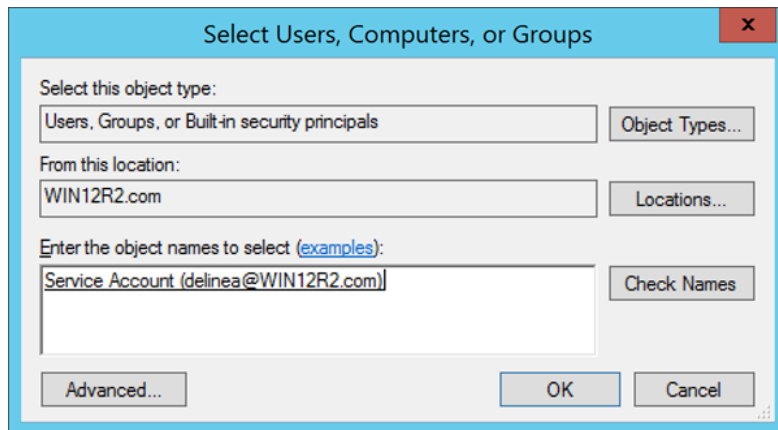 Select Users, Computers, or Groups
x
Select this object type:
Users, Groups, or Built-in security principals
Object Types...
From this location:
WIN12R2.com
Locations...
Enter the object names to select (examples):
Service Account (delinea@WIN12R2.com)
Check Names
Advanced...
OK
Cancel